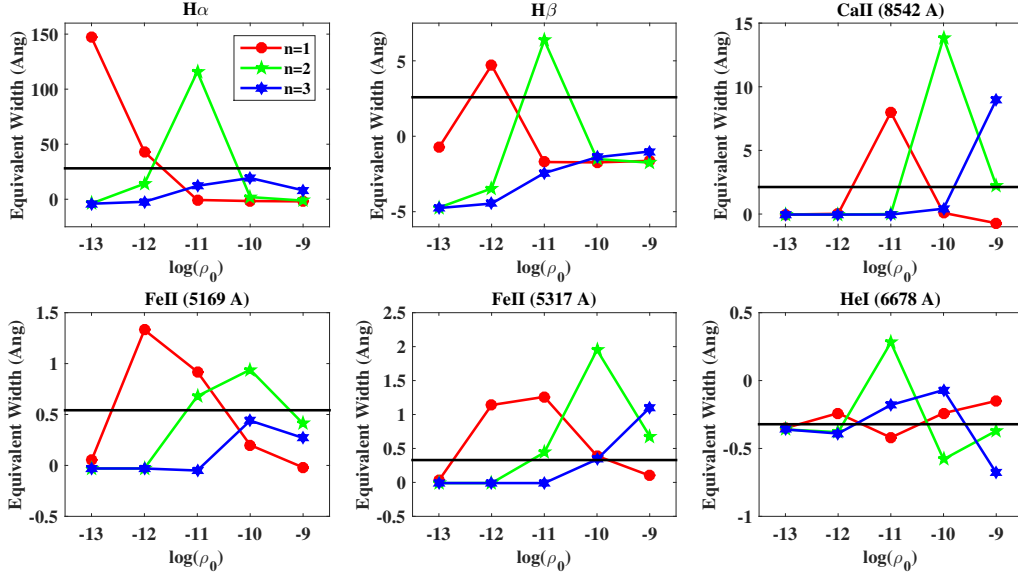 Hα
Equivalent Width (Ang)
150
100
50
0
-13 -12 -11 -10 -9
log(ρ0)
n=1
n=2
n=3
Hβ
Equivalent Width (Ang)
5
0
-5
-13 -12 -11 -10 -9
log(ρ0)
CaII (8542 A)
Equivalent Width (Ang)
15
10
5
0
-13 -12 -11 -10 -9
log(ρ0)
FeII (5169 A)
Equivalent Width (Ang)
1.5
1
0.5
0
-0.5
-13 -12 -11 -10 -9
log(ρ0)
FeII (5317 A)
Equivalent Width (Ang)
2.5
2
1.5
1
0.5
0
-0.5
-13 -12 -11 -10 -9
log(ρ0)
HeI (6678 A)
Equivalent Width (Ang)
0.5
0
-0.5
-1
-13 -12 -11 -10 -9
log(ρ0)